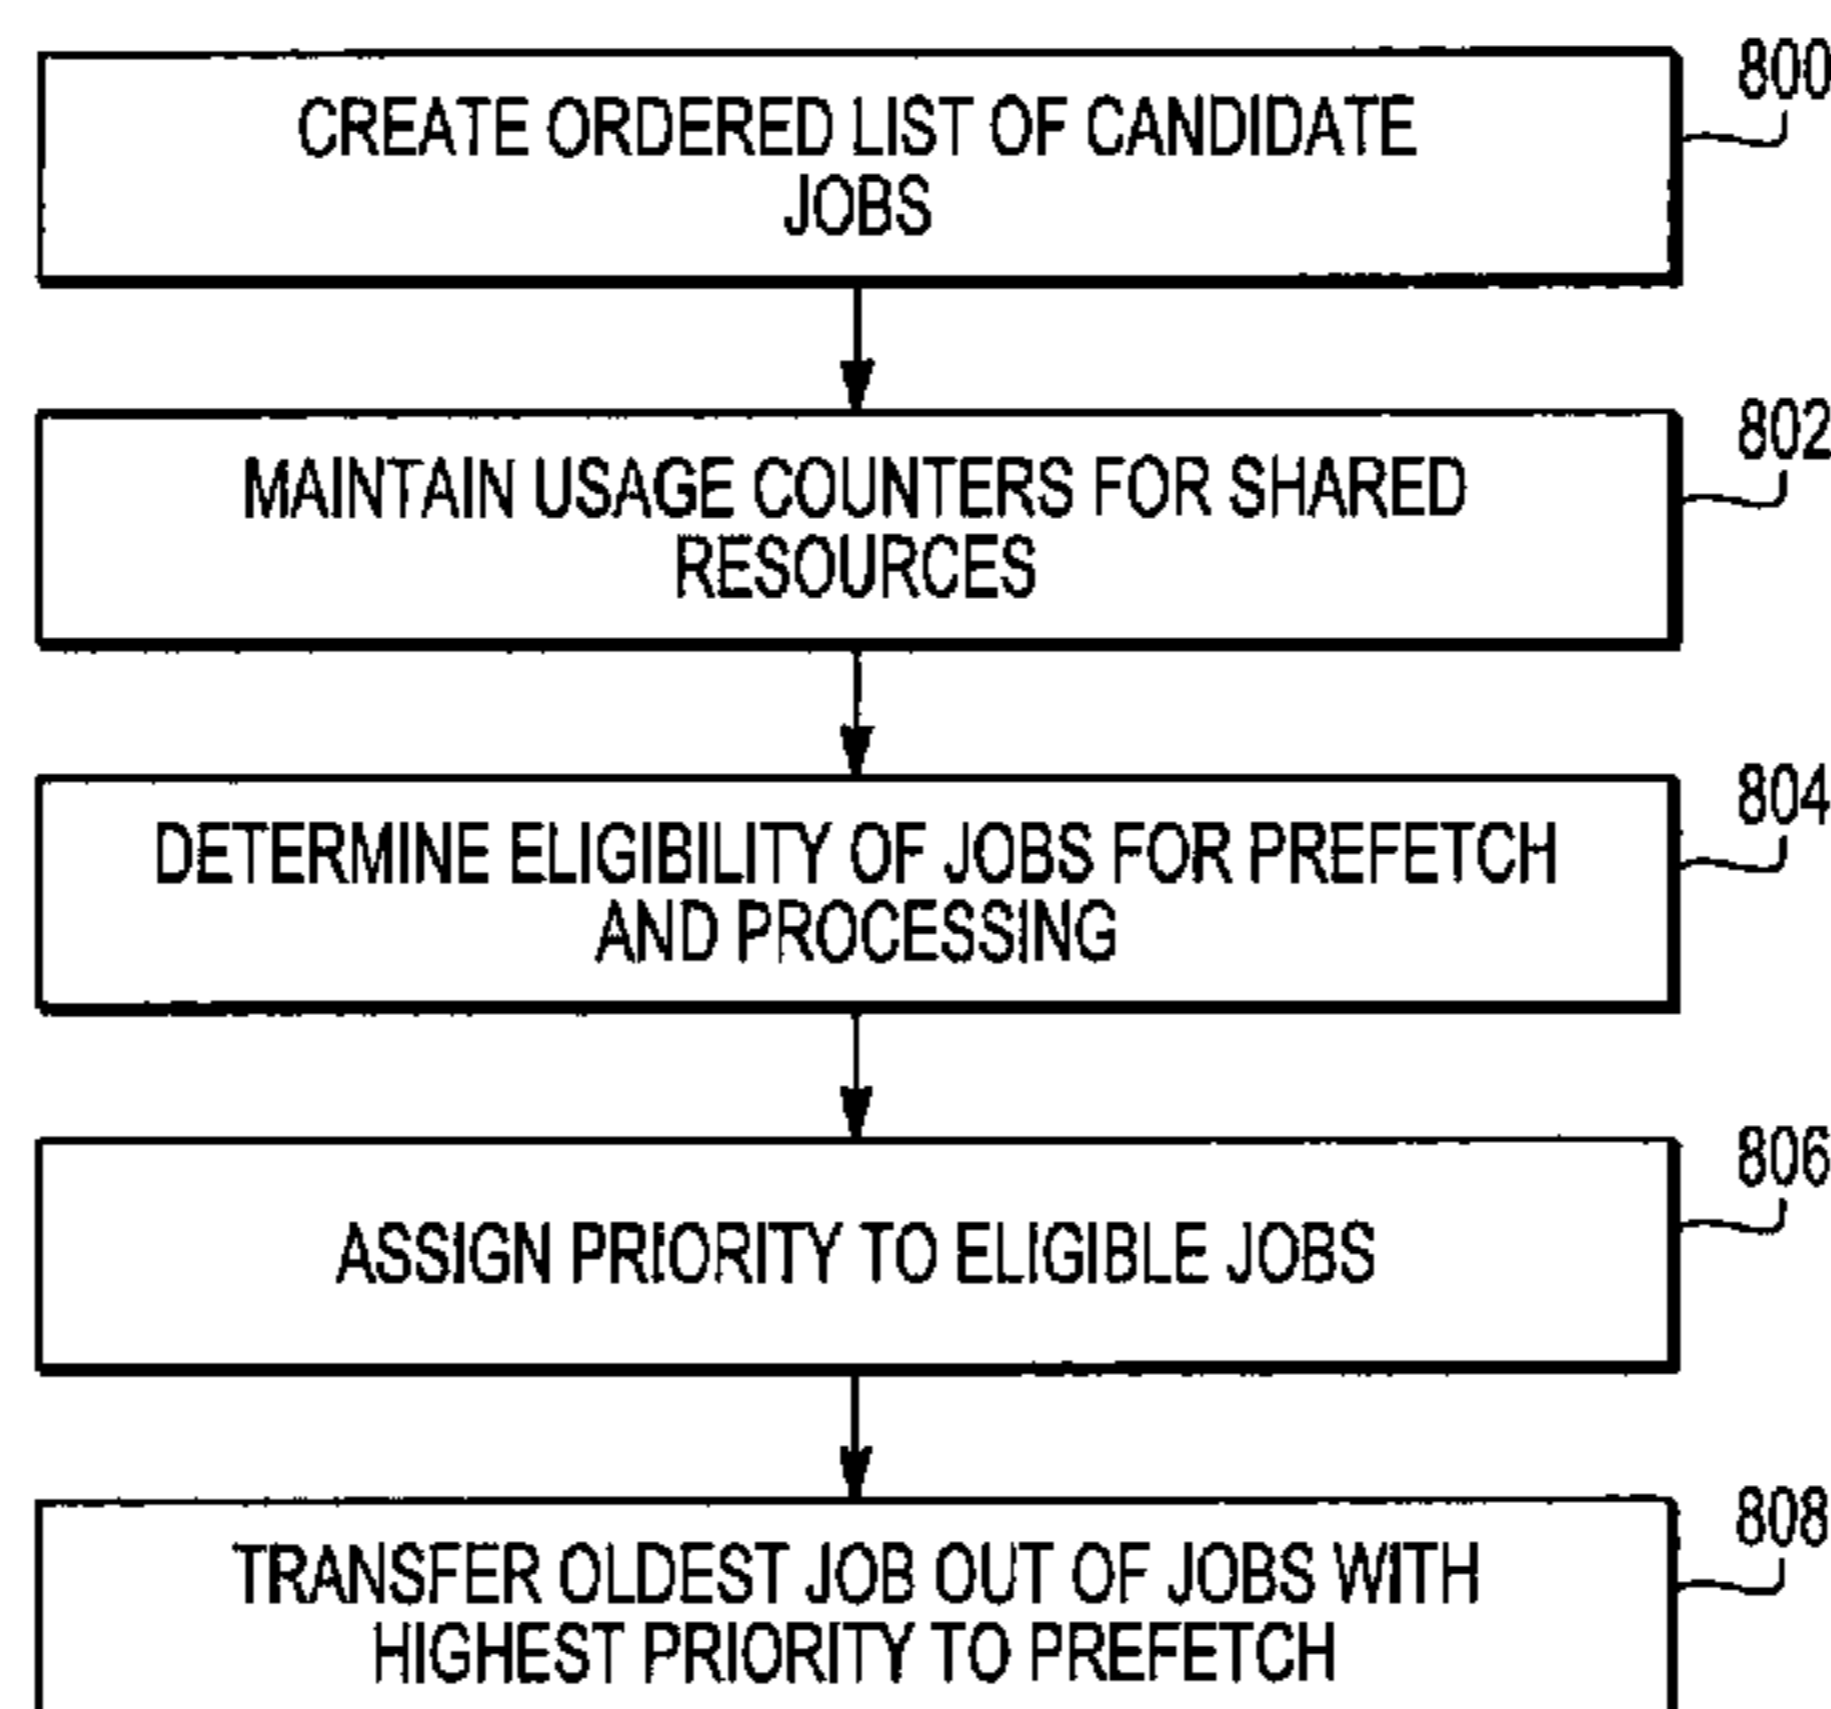 800
CREATE ORDERED LIST OF CANDIDATE
JOBS
802
MAINTAIN USAGE COUNTERS FOR SHARED
RESOURCES
804
DETERMINE ELIGIBILITY OF JOBS FOR PREFETCH
AND PROCESSING
806
ASSIGN PRIORITY TO ELIGIBLE JOBS
808
TRANSFER OLDEST JOB OUT OF JOBS WITH
HIGHEST PRIORITY TO PREFETCH